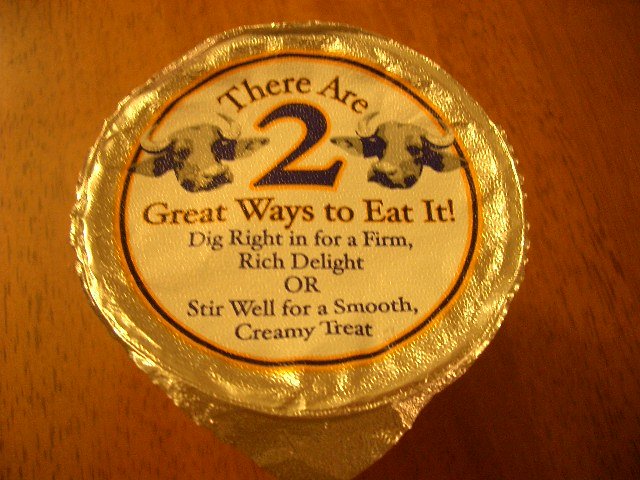 There Are
2
Great Ways to Eat It!
Dig Right in for a Firm,
Rich Delight
OR
Stir Well for a Smooth,
Creamy Treat